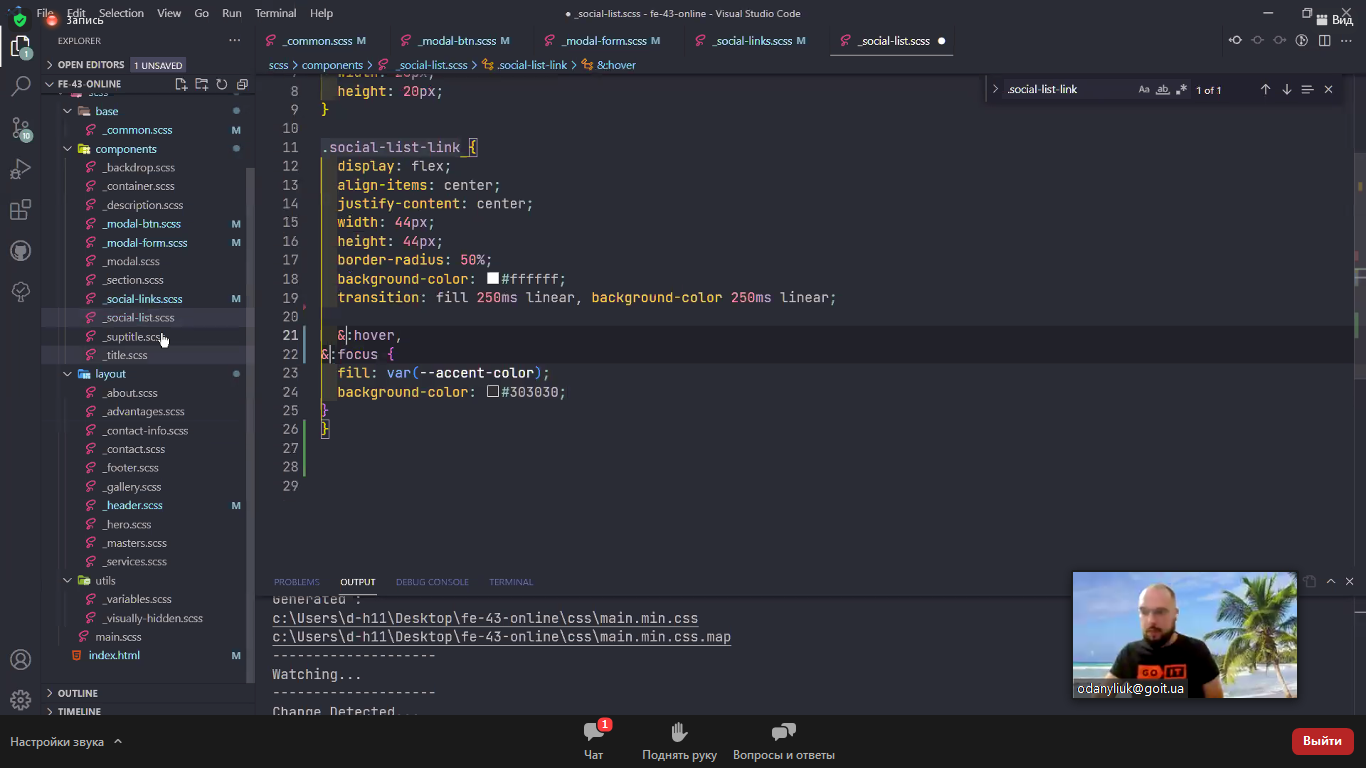 File Edit Selection View Go Run Terminal Help
● _social-list.scss - fe-43-online - Visual Studio Code
Запись
Вид
EXPLORER
OPEN EDITORS 1 UNSAVED
FE-43-ONLINE
scss
base
_common.scss M
components
_backdrop.scss
_container.scss
_description.scss
_modal-btn.scss M
_modal-form.scss M
_modal.scss
_section.scss
_social-links.scss M
_social-list.scss
_suptitle.scss
_title.scss
layout
_about.scss
_advantages.scss
_contact-info.scss
_contact.scss
_footer.scss
_gallery.scss
_header.scss M
_hero.scss
_masters.scss
_services.scss
utils
_variables.scss
_visually-hidden.scss
main.scss
index.html M
OUTLINE
TIMELINE
1
10
_common.scss M _modal-btn.scss M _modal-form.scss M _social-links.scss M _social-list.scss ●
scss > components > _social-list.scss > .social-list-link > &:hover
.social-list-link Aa ab .* 1 of 1
7 width: 20px;
8 height: 20px;
9 }
10
11 .social-list-link {
12 display: flex;
13 align-items: center;
14 justify-content: center;
15 width: 44px;
16 height: 44px;
17 border-radius: 50%;
18 background-color: #ffffff;
19 transition: fill 250ms linear, background-color 250ms linear;
20
21 &:hover,
22 &:focus {
23 fill: var(--accent-color);
24 background-color: #303030;
25 }
26 }
27
28
29
PROBLEMS OUTPUT DEBUG CONSOLE TERMINAL
Generated :
c:\Users\d-h11\Desktop\fe-43-online\css\main.min.css
c:\Users\d-h11\Desktop\fe-43-online\css\main.min.css.map
--------------------
Watching...
--------------------
Change Detected...
GO IT
odanyliuk@goit.ua
Настройки звука
1
Чат
Поднять руку
Вопросы и ответы
Выйти